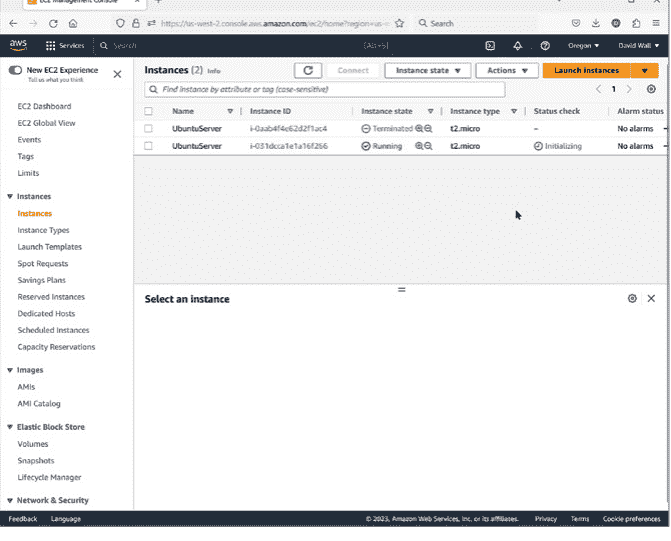 EC2 Management Console
https://us-west-2.console.aws.amazon.com/ec2/home?region=us-
Search
aws
Services
Search
[Alt+S]
Oregon
David Wall
New EC2 Experience
Tell us what you think
EC2 Dashboard
EC2 Global View
Events
Tags
Limits
Instances
Instances
Instance Types
Launch Templates
Spot Requests
Savings Plans
Reserved Instances
Dedicated Hosts
Scheduled Instances
Capacity Reservations
Images
AMIs
AMI Catalog
Elastic Block Store
Volumes
Snapshots
Lifecycle Manager
Network & Security
Instances (2) Info
Connect
Instance state
Actions
Launch instances
Find instance by attribute or tag (case-sensitive)
1
Name Instance ID Instance state Instance type Status check Alarm status
UbuntuServer i-0aab4f4c62d2f1ac4 Terminated t2.micro – No alarms
UbuntuServer i-031dcca1e1a16f266 Running t2.micro Initializing No alarms
Select an instance
Feedback Language © 2023, Amazon Web Services, Inc. or its affiliates. Privacy Terms Cookie preferences